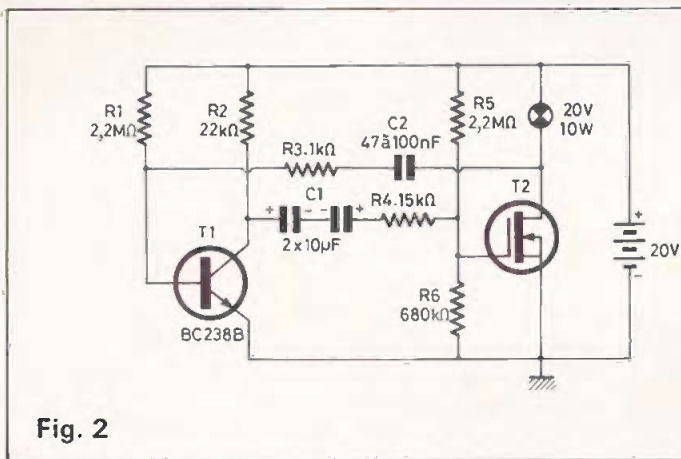 R1
2,2MΩ
R2
22kΩ
R5
2,2MΩ
20V
10W
C2
47à100nF
R3.1kΩ
T2
C1
R4.15kΩ
+ - - +
2x10µF
T1
+
20V
-
R6
680kΩ
BC238B
Fig. 2